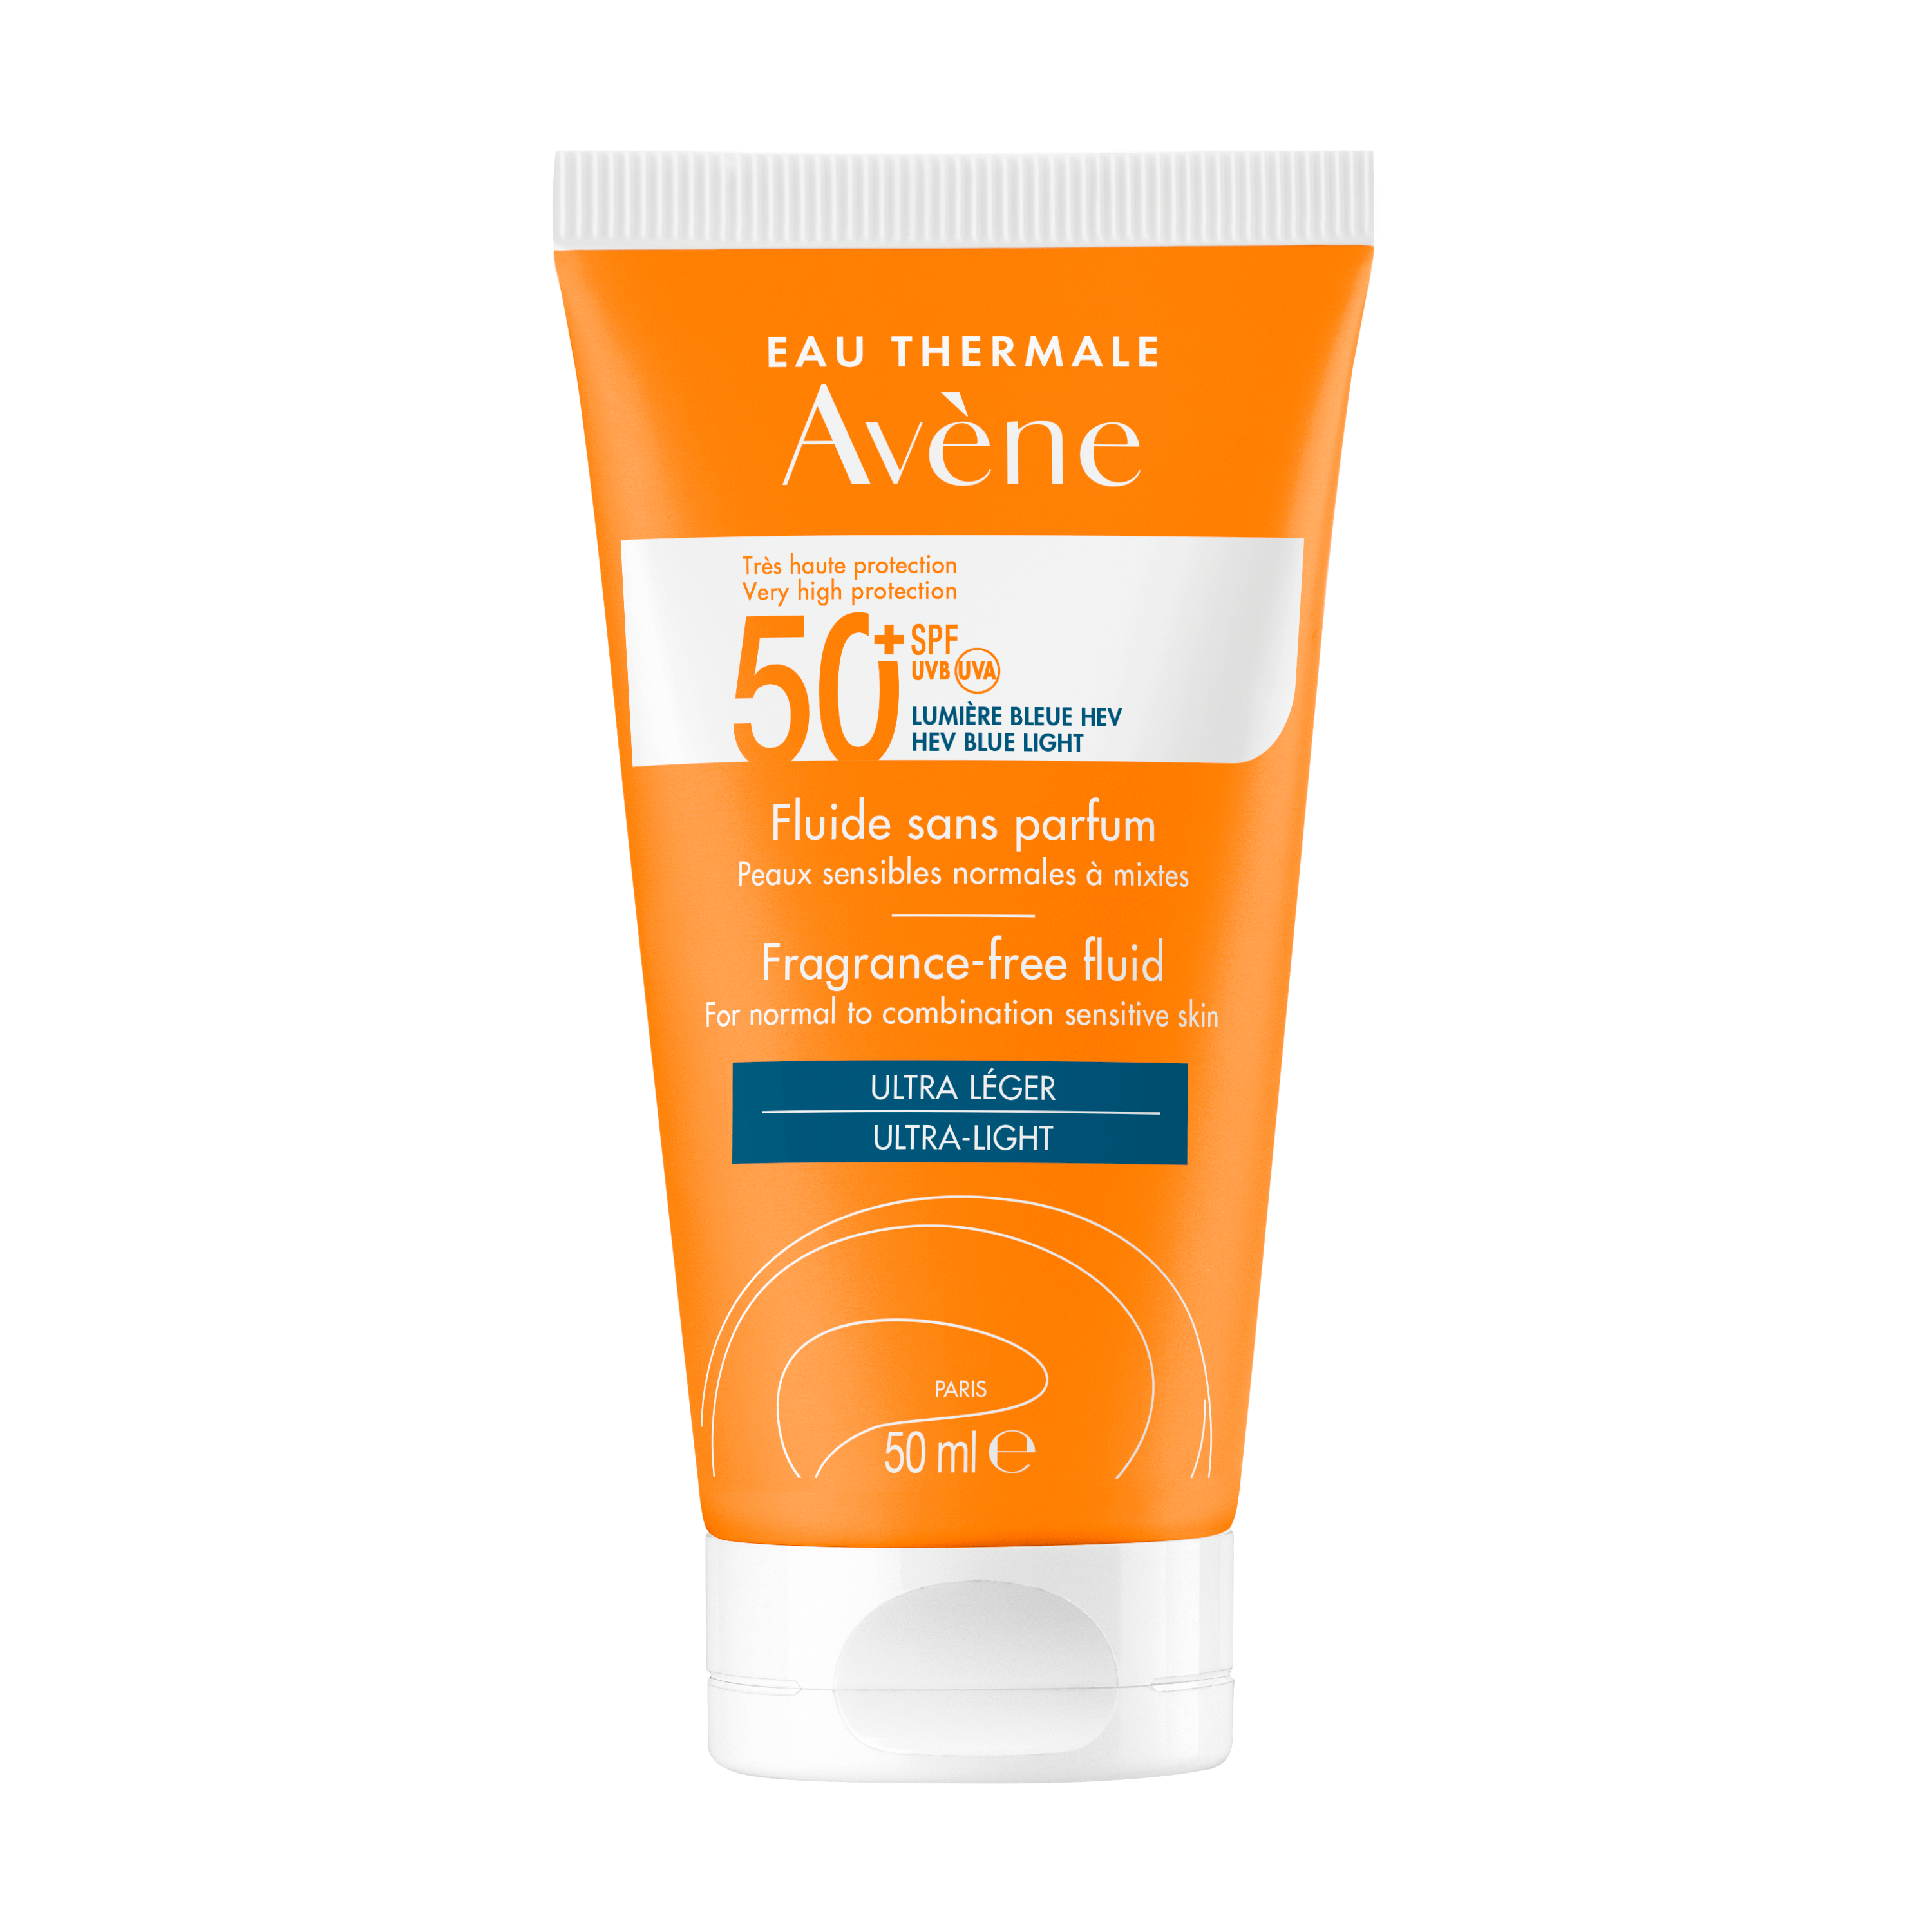 EAU THERMALE
Avène
Très haute protection
Very high protection
50+ SPF
UVB UVA
LUMIÈRE BLEUE HEV
HEV BLUE LIGHT
Fluide sans parfum
Peaux sensibles normales à mixtes
Fragrance-free fluid
For normal to combination sensitive skin
ULTRA LÉGER
ULTRA-LIGHT
PARIS
50 ml ℮